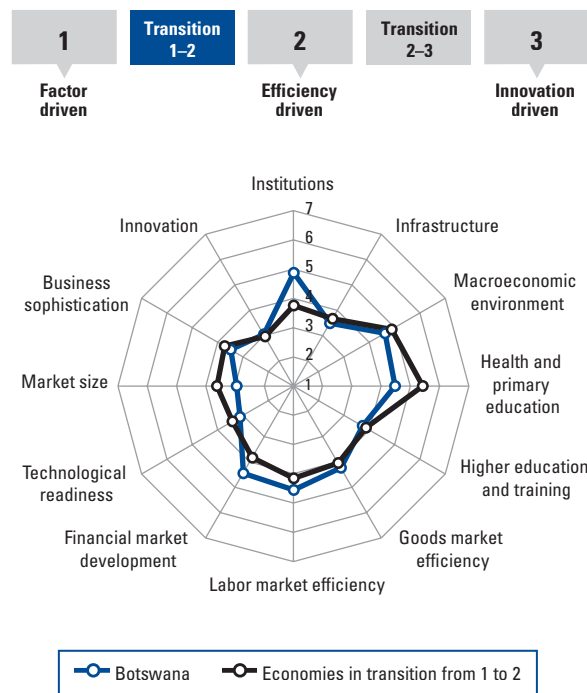 1
Transition
1–2
2
Transition
2–3
3
Factor
driven
Efficiency
driven
Innovation
driven
Institutions
Infrastructure
Macroeconomic
environment
Health and
primary
education
Higher education
and training
Goods market
efficiency
Labor market efficiency
Financial market
development
Technological
readiness
Market size
Business
sophistication
Innovation
7
6
5
4
3
2
1
Botswana
Economies in transition from 1 to 2